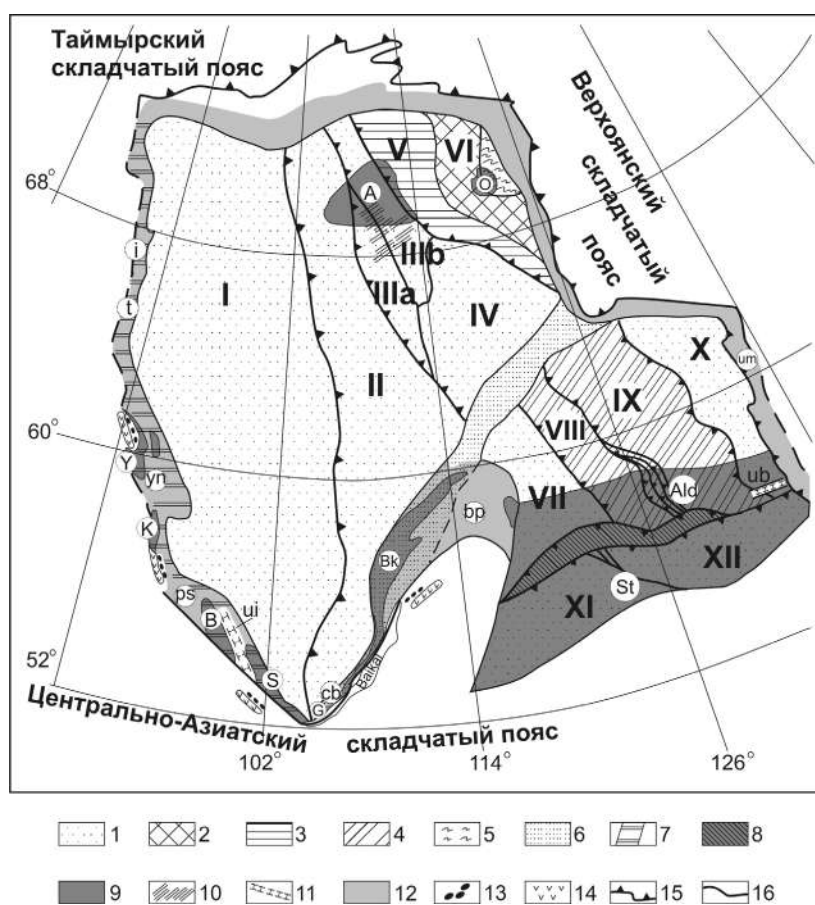 Таймырский
складчатый пояс
Верхоянский
складчатый
пояс
68°
60°
52°
V
VI
A
O
i
t
I
IIIb
IIIa
IV
II
X
um
IX
VIII
Y
yn
K
VII
bp
Ald
ub
Bk
XII
ps
B
ui
XI
St
S
cb
G
Baikal
Центрально-Азиатский складчатый пояс
102° 114° 126°
1 2 3 4 5 6 7 8
9 10 11 12 13 14 15 16